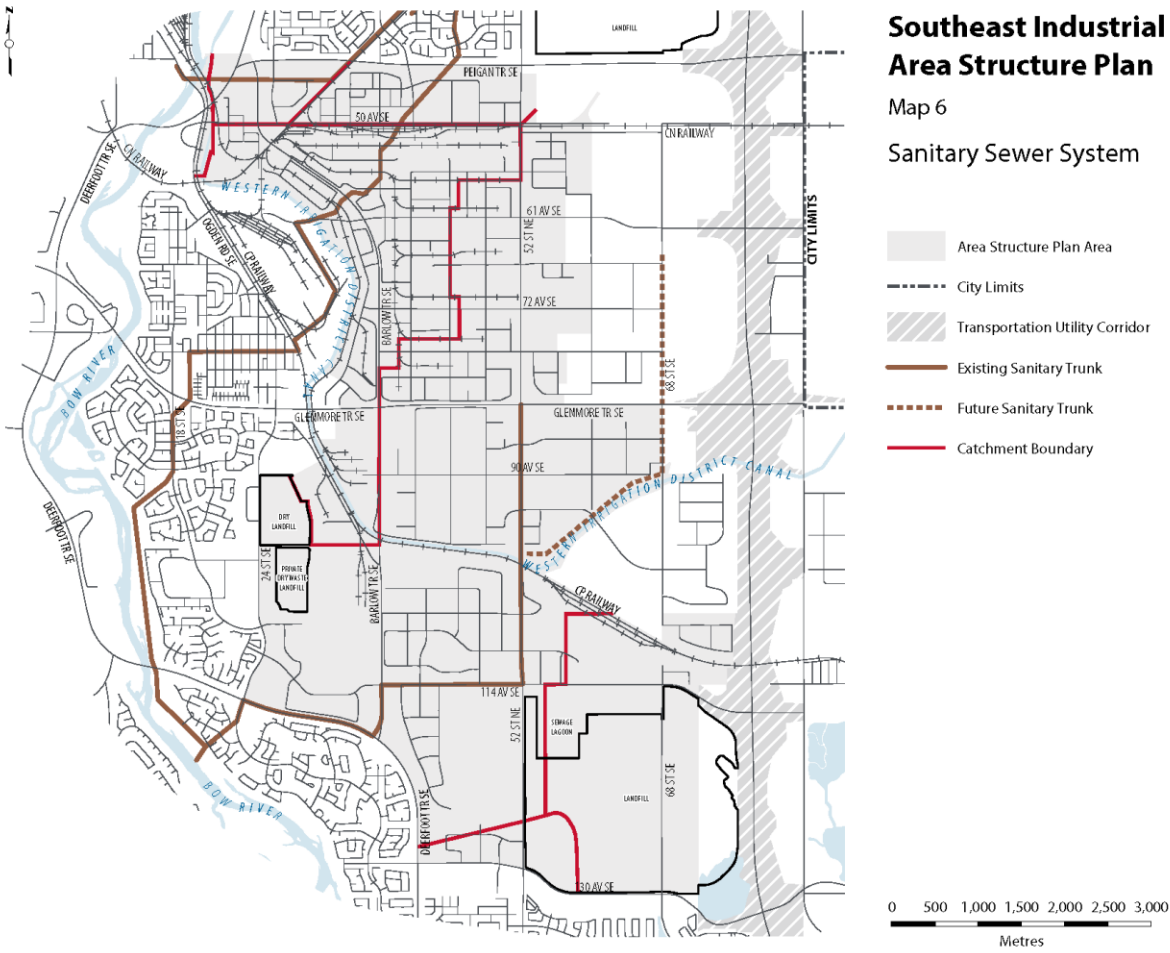 Southeast Industrial
Area Structure Plan
Map 6
Sanitary Sewer System
Area Structure Plan Area
City Limits
Transportation Utility Corridor
Existing Sanitary Trunk
Future Sanitary Trunk
Catchment Boundary
0 500 1,000 1,500 2,000 2,500 3,000
Metres
N
LANDFILL
PEIGAN TR SE
50 AV SE
CN RAILWAY
CN RAILWAY
DEERFOOT TR SE
WESTERN IRRIGATION DISTRICT CANAL
OGDEN RD SE
CP RAILWAY
61 AV SE
52 ST NE
CITY LIMITS
72 AV SE
BARLOW TR SE
68 ST SE
BOW RIVER
18 ST SE
GLENMORE TR SE
GLENMORE TR SE
90 AV SE
WESTERN IRRIGATION DISTRICT CANAL
DEERFOOT TR SE
DRY
LANDFILL
24 ST SE
PRIVATE
DRY WASTE
LANDFILL
BARLOW TR SE
CP RAILWAY
114 AV SE
52 ST NE
SEWAGE
LAGOON
68 ST SE
LANDFILL
BOW RIVER
DEERFOOT TR SE
130 AV SE